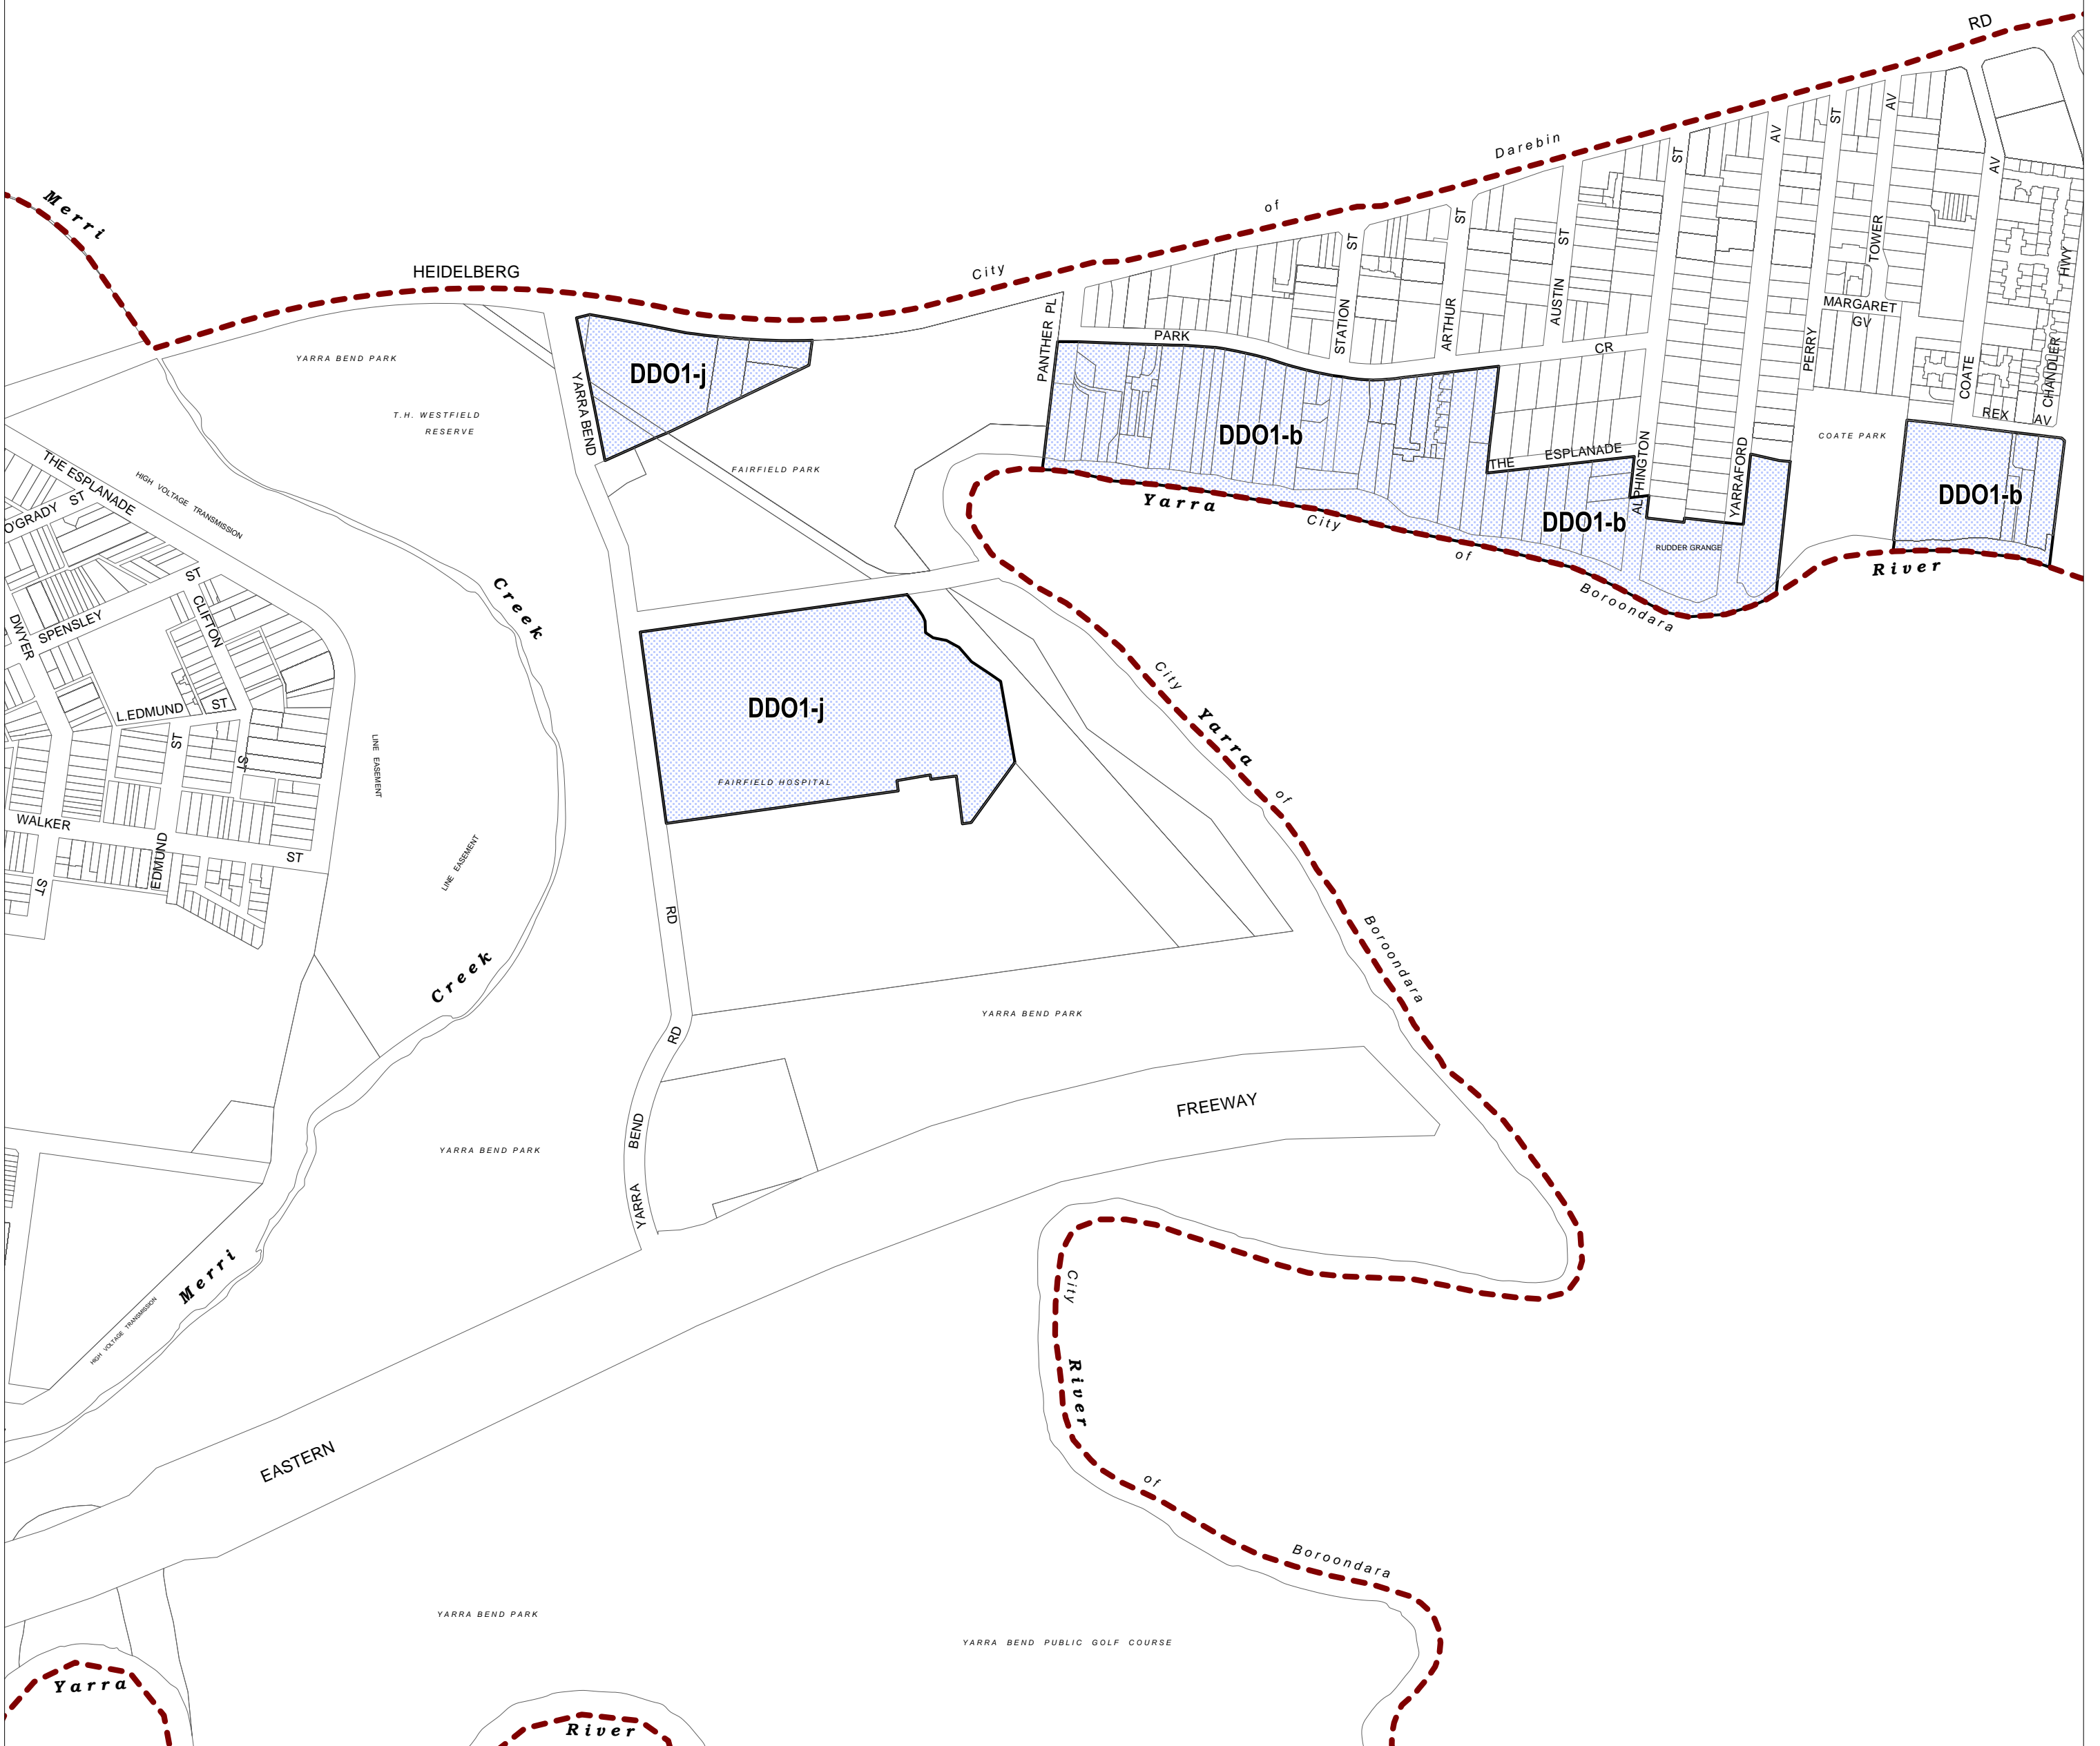 RD
Darebin
of
City
Merri
HEIDELBERG
YARRA BEND PARK
T.H. WESTFIELD
RESERVE
YARRA BEND
DDO1-j
FAIRFIELD PARK
PANTHER PL
PARK
STATION
ST
ARTHUR
ST
AUSTIN
ST
CR
ST
ALPHINGTON
AV
YARRAFORD
ST
PERRY
AV
TOWER
MARGARET
GV
AV
COATE
HWY
CHANDLER
REX
AV
COATE PARK
DDO1-b
THE
ESPLANADE
DDO1-b
RUDDER GRANGE
DDO1-b
Yarra
City
of
Boroondara
River
THE ESPLANADE
HIGH VOLTAGE TRANSMISSION
O'GRADY
ST
ST
SPENSLEY
DWYER
CLIFTON
L.EDMUND
ST
ST
ST
WALKER
ST
EDMUND
ST
LINE EASEMENT
LINE EASEMENT
Creek
Creek
DDO1-j
FAIRFIELD HOSPITAL
City
Yarra
of
Boroondara
RD
YARRA BEND PARK
RD
BEND
YARRA
FREEWAY
YARRA BEND PARK
Merri
HIGH VOLTAGE TRANSMISSION
EASTERN
City
River
of
Boroondara
YARRA BEND PARK
YARRA BEND PUBLIC GOLF COURSE
Yarra
River